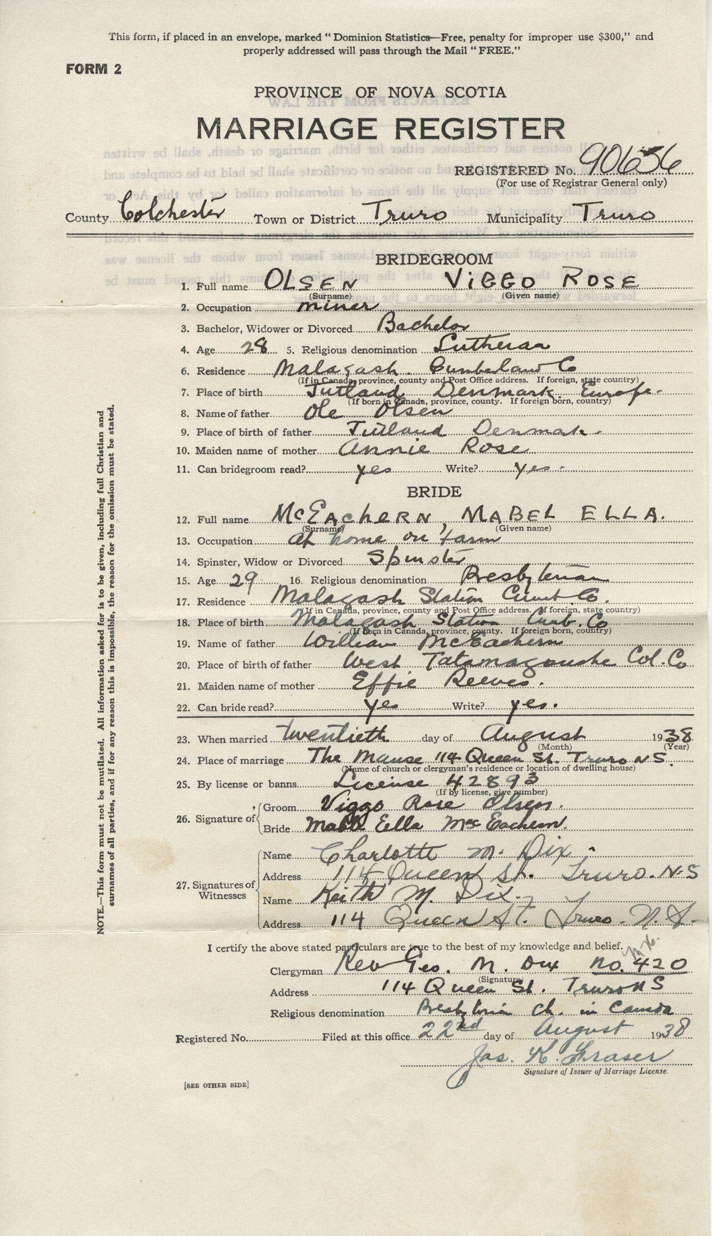 This form, if placed in an envelope, marked "Dominion Statistics—Free, penalty for improper use $300," and
properly addressed will pass through the Mail "FREE."
FORM 2
PROVINCE OF NOVA SCOTIA
MARRIAGE REGISTER
REGISTERED No. 90656
(For use of Registrar General only)
County Colchester Town or District Truro Municipality Truro
BRIDEGROOM
1. Full name OLSEN VIGGO ROSE
(Surname) (Given name)
2. Occupation miner
3. Bachelor, Widower or Divorced Bachelor
4. Age 28 5. Religious denomination Lutheran
6. Residence Malagash Cumberland Co
(If in Canada, province, county and Post Office address. If foreign, state country)
7. Place of birth Jutland Denmark Europe.
(If born in Canada, province, county. If foreign born, country)
8. Name of father Ole Olsen
9. Place of birth of father Jutland Denmark.
10. Maiden name of mother Annie Rose
11. Can bridegroom read? yes Write? yes.
BRIDE
12. Full name McEachern, MABEL ELLA.
(Surname) (Given name)
13. Occupation at home on farm
14. Spinster, Widow or Divorced Spinster
15. Age 29 16. Religious denomination Presbyterian
17. Residence Malagash Station Cumb. Co.
(If in Canada, province, county and Post Office address. If foreign, state country)
18. Place of birth Malagash Station Cumb. Co
(If born in Canada, province, county. If foreign born, country)
19. Name of father William McEachern
20. Place of birth of father West Tatamagouche Col. Co
21. Maiden name of mother Effie Reeves.
22. Can bride read? yes Write? yes.
23. When married twentieth day of August 1938
(Month) (Year)
24. Place of marriage The Manse 114 Queen St. Truro N S.
(Name of church or clergyman's residence or location of dwelling house)
25. By license or banns License 42893
(If by license, give number)
26. Signature of
Groom Viggo Rose Olsen.
Bride Mabel Ella McEachern.
27. Signatures of Witnesses
Name Charlotte M. Dix.
Address 114 Queen St. Truro. N.S
Name Keith M. Dix
Address 114 Queen St. Truro. N.S.
I certify the above stated particulars are true to the best of my knowledge and belief.
Clergyman Rev Geo. M. Dix no. 420
(Signature)
Address 114 Queen St. Truro N S
Religious denomination Presbyterian Ch. in Canada
Registered No. Filed at this office 22nd day of August 1938
Jas. K. Fraser
Signature of Issuer of Marriage License.
[SEE OTHER SIDE]
NOTE.—This form must not be mutilated. All information asked for is to be given, including full Christian and
surnames of all parties, and if for any reason this is impossible, the reason for the omission must be stated.